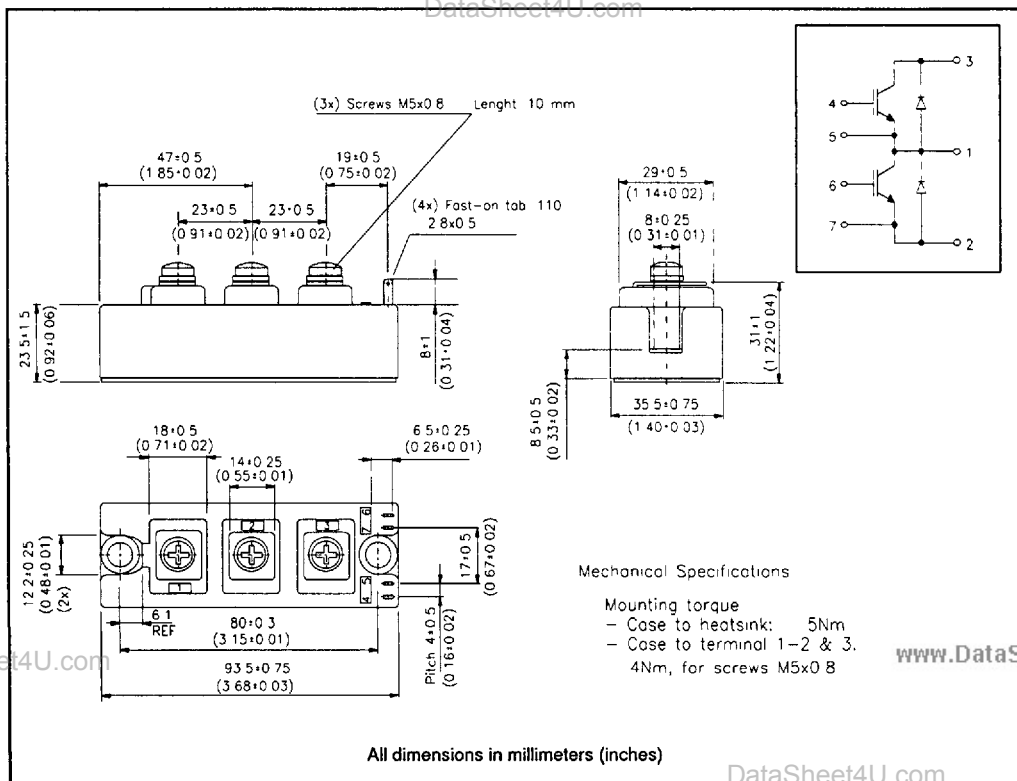 DataSheet4U.com
(3x) Screws M5x0 8 Lenght 10 mm
47±0 5
(1 85±0 02)
19±0 5
(0 75±0 02)
23±0 5
(0 91±0 02)
23±0 5
(0 91±0 02)
(4x) Fast-on tab 110
2 8x0 5
23 5±1 5
(0 92±0 06)
8±1
(0 31±0 04)
29±0 5
(1 14±0 02)
8±0 25
(0 31±0 01)
31±1
(1 22±0 04)
8 5±0 5
(0 33±0 02)
35 5±0 75
(1 40±0 03)
3
4
5
1
6
7
2
18±0 5
(0 71±0 02)
14±0 25
(0 55±0 01)
6 5±0 25
(0 26±0 01)
12 2±0 25
(0 48±0 01)
(2x)
1
2
3
7 6
4 5
17±0 5
(0 67±0 02)
6 1
REF
80±0 3
(3 15±0 01)
Pitch 4±0 5
(0 16±0 02)
93 5±0 75
(3 68±0 03)
Mechanical Specifications
Mounting torque
- Case to heatsink: 5Nm
- Case to terminal 1-2 & 3.
4Nm, for screws M5x0 8
et4U.com
www.DataS
All dimensions in millimeters (inches)
DataSheet4U.com